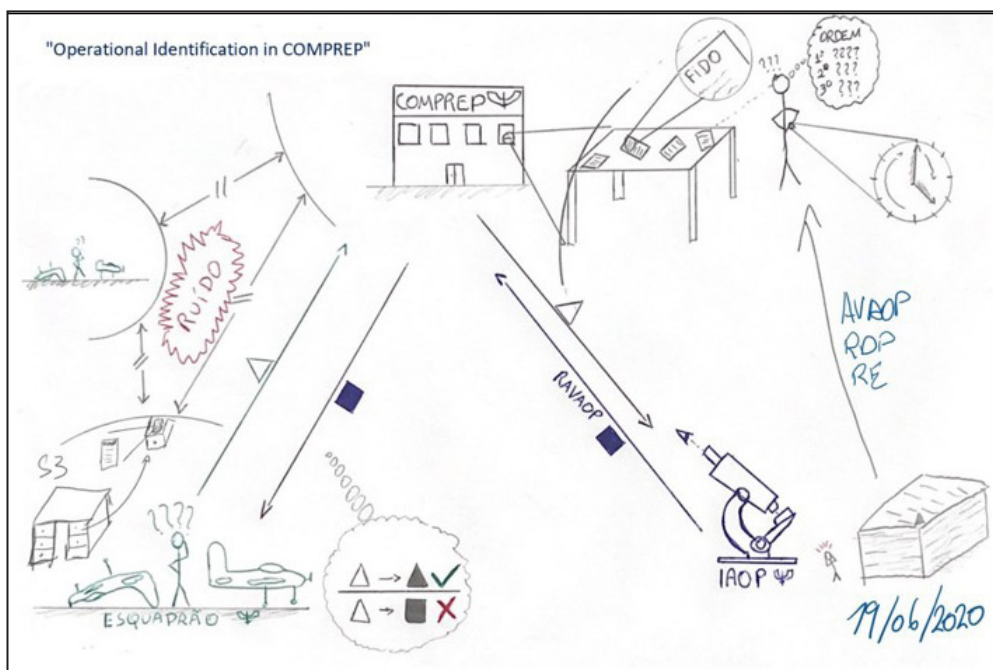 "Operational Identification in COMPREP"
COMPREP
FIDO
???
ORDEM
1º ????
2º ???
3º ???
RUÍDO
AVAOP
RDP
RE
RAVAOP
S3
????
ESQUADRÃO
IAOP
19/06/2020